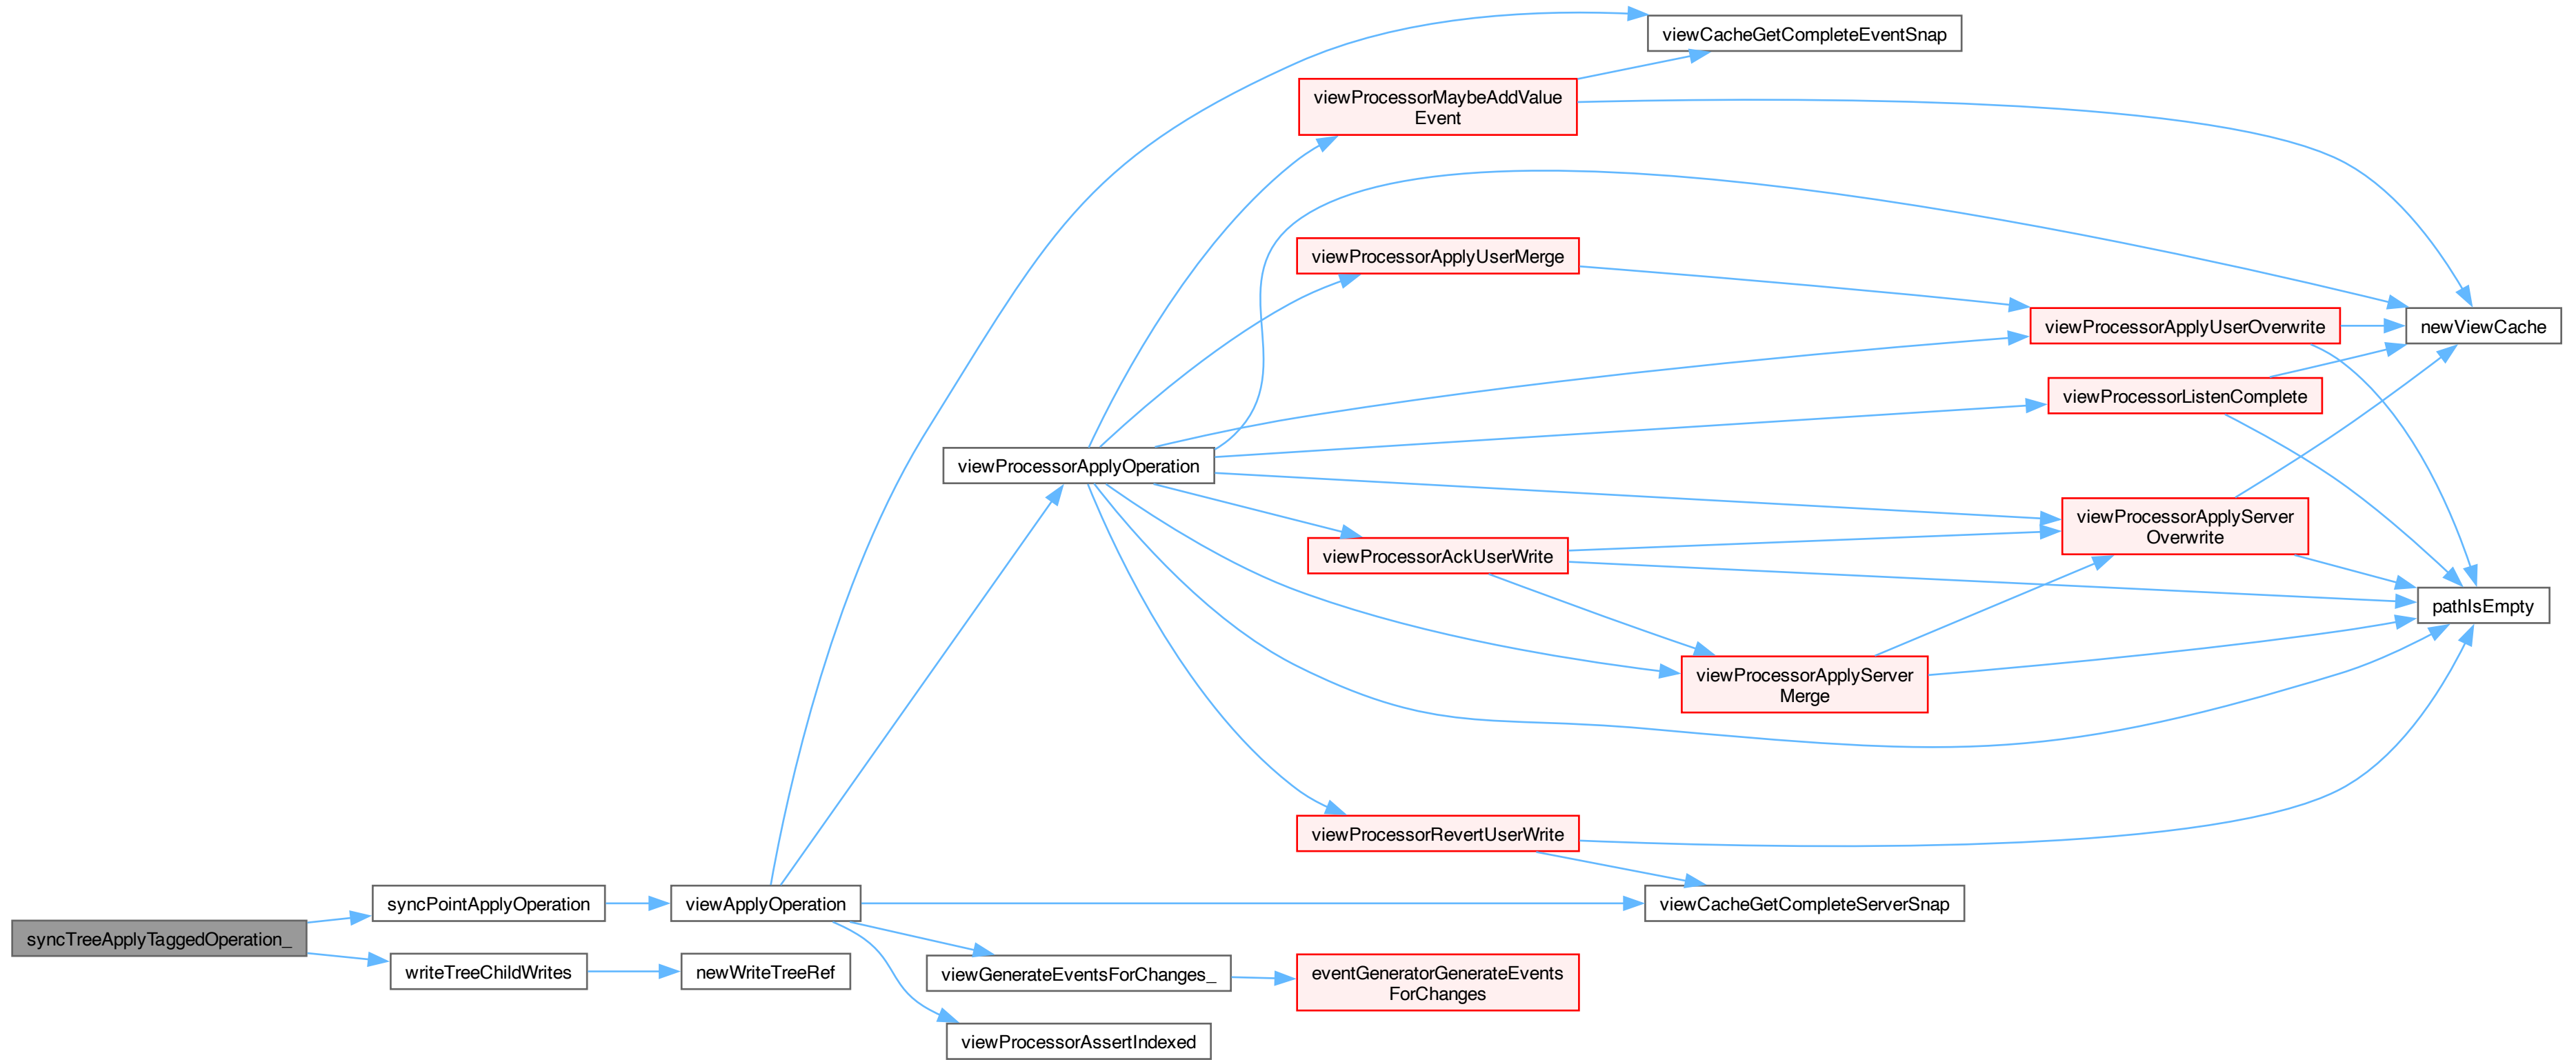 viewCacheGetCompleteEventSnap
viewProcessorMaybeAddValue
Event
viewProcessorApplyUserMerge
viewProcessorApplyUserOverwrite
newViewCache
viewProcessorListenComplete
viewProcessorApplyOperation
viewProcessorApplyServer
Overwrite
viewProcessorAckUserWrite
pathIsEmpty
viewProcessorApplyServer
Merge
viewProcessorRevertUserWrite
syncPointApplyOperation
viewApplyOperation
viewCacheGetCompleteServerSnap
syncTreeApplyTaggedOperation_
writeTreeChildWrites
newWriteTreeRef
viewGenerateEventsForChanges_
eventGeneratorGenerateEvents
ForChanges
viewProcessorAssertIndexed